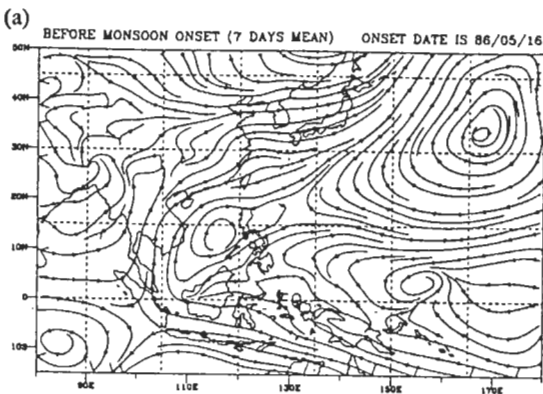 (a)
BEFORE MONSOON ONSET (7 DAYS MEAN) ONSET DATE IS 86/05/16
50N
40N
30N
20N
10N
0
10S
90E 110E 130E 150E 170E